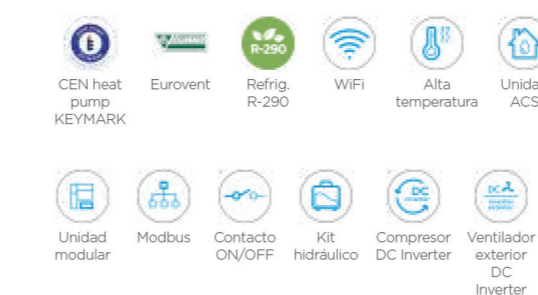 R-290
CEN heat
pump
KEYMARK
Eurovent
Refrig.
R-290
WiFi
Alta
temperatura
Unida
ACS
Unidad
modular
Modbus
Contacto
ON/OFF
Kit
hidráulico
DC
Compresor
DC Inverter
DC
Ventilador
exterior
DC
Inverter